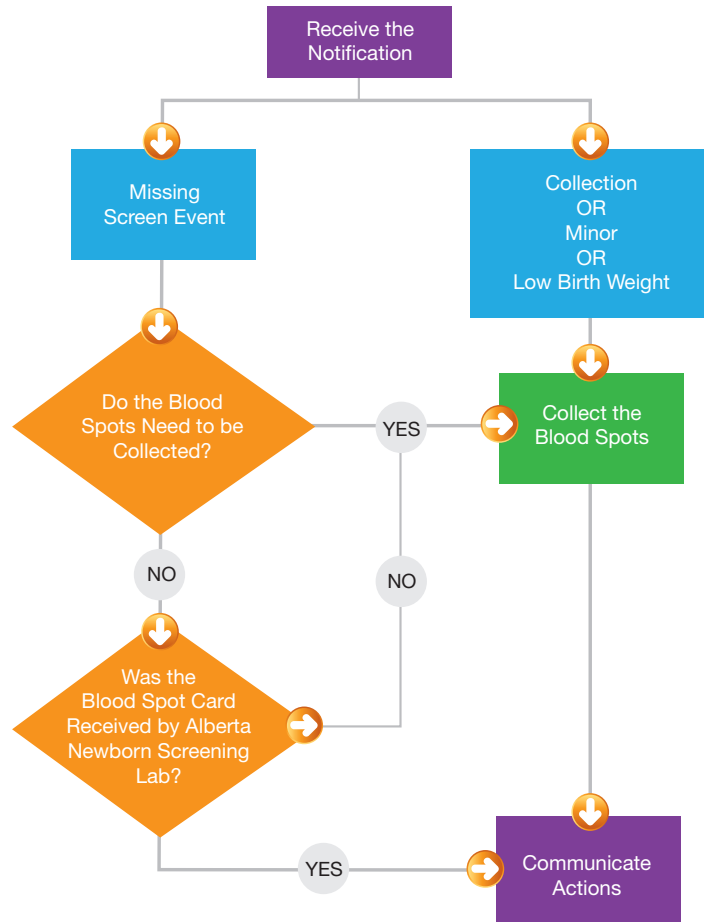 Receive the
Notification
Missing
Screen Event
Collection
OR
Minor
OR
Low Birth Weight
Do the Blood
Spots Need to be
Collected?
YES
Collect the
Blood Spots
NO
NO
Was the
Blood Spot Card
Received by Alberta
Newborn Screening
Lab?
YES
Communicate
Actions